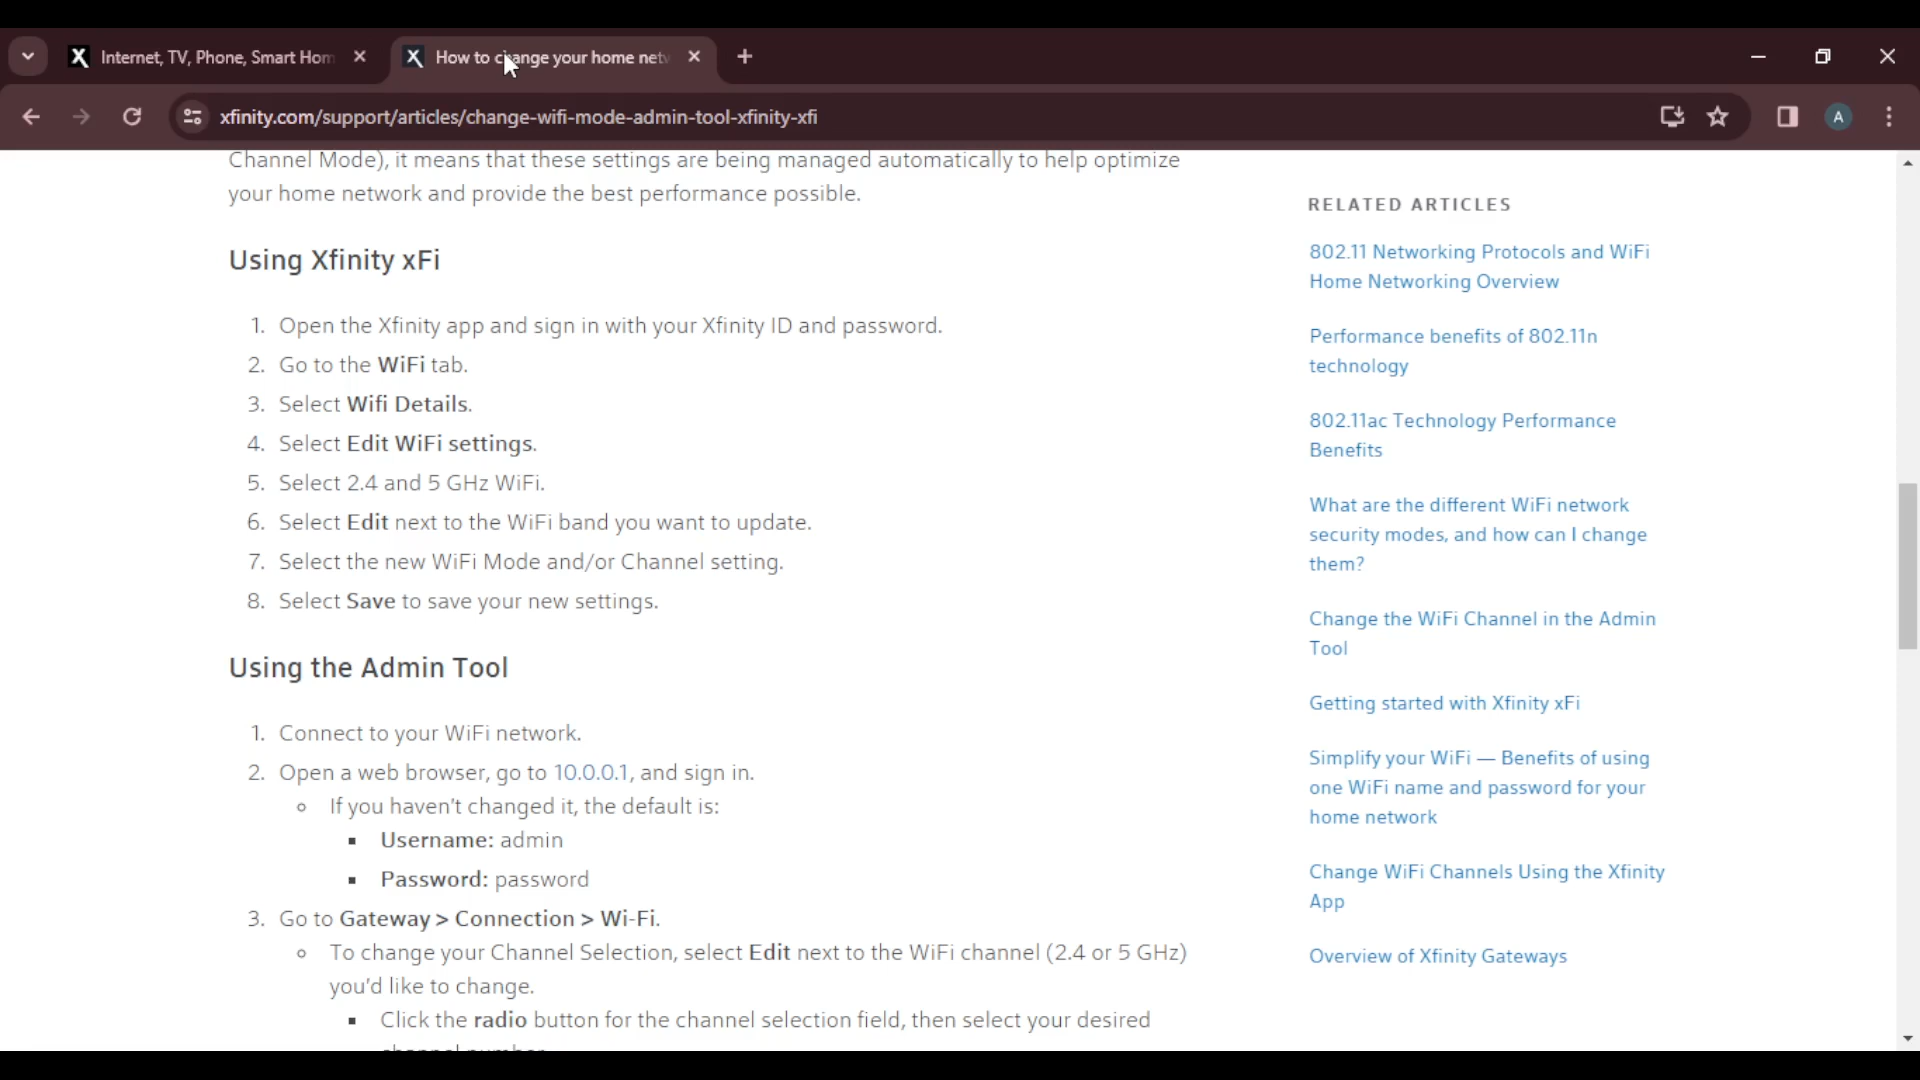 Internet, TV, Phone, Smart Hom
How to change your home netw
xfinity.com/support/articles/change-wifi-mode-admin-tool-xfinity-xfi
A
Channel Mode), it means that these settings are being managed automatically to help optimize
your home network and provide the best performance possible.
Using Xfinity xFi
1. Open the Xfinity app and sign in with your Xfinity ID and password.
2. Go to the WiFi tab.
3. Select Wifi Details.
4. Select Edit WiFi settings.
5. Select 2.4 and 5 GHz WiFi.
6. Select Edit next to the WiFi band you want to update.
7. Select the new WiFi Mode and/or Channel setting.
8. Select Save to save your new settings.
Using the Admin Tool
1. Connect to your WiFi network.
2. Open a web browser, go to 10.0.0.1, and sign in.
If you haven't changed it, the default is:
Username: admin
Password: password
3. Go to Gateway > Connection > Wi-Fi.
To change your Channel Selection, select Edit next to the WiFi channel (2.4 or 5 GHz)
you'd like to change.
Click the radio button for the channel selection field, then select your desired
RELATED ARTICLES
802.11 Networking Protocols and WiFi
Home Networking Overview
Performance benefits of 802.11n
technology
802.11ac Technology Performance
Benefits
What are the different WiFi network
security modes, and how can I change
them?
Change the WiFi Channel in the Admin
Tool
Getting started with Xfinity xFi
Simplify your WiFi — Benefits of using
one WiFi name and password for your
home network
Change WiFi Channels Using the Xfinity
App
Overview of Xfinity Gateways